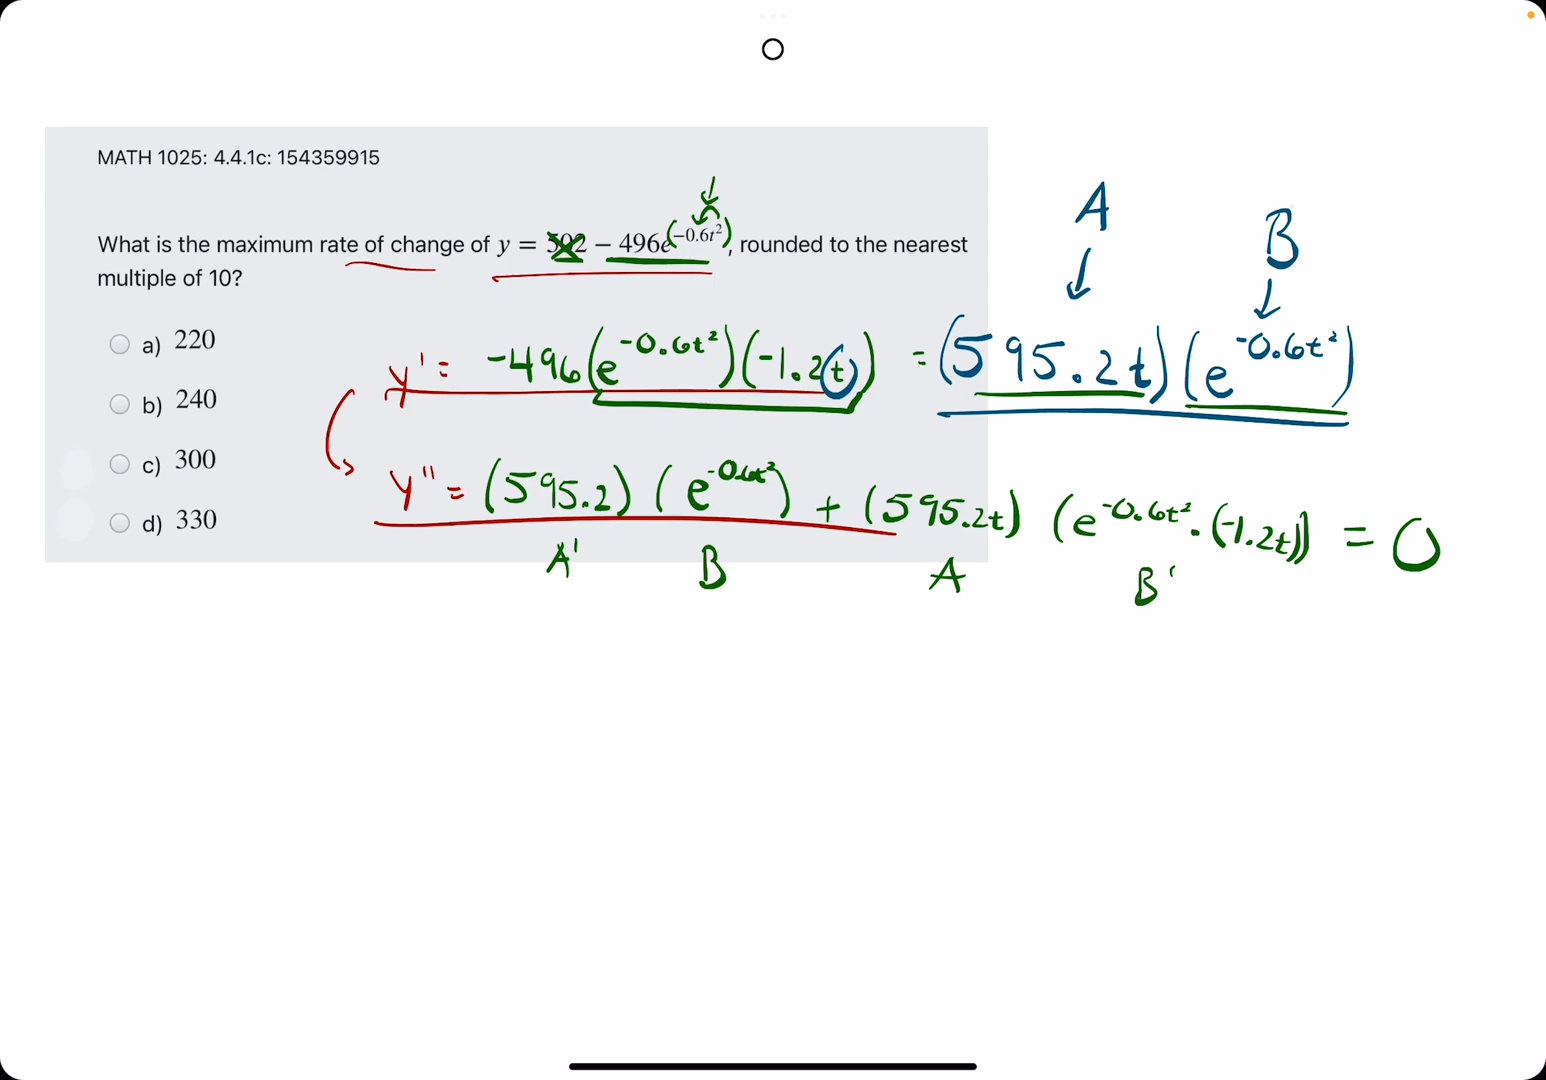 MATH 1025: 4.4.1c: 154359915
A
B
What is the maximum rate of change of y = 502 − 496e^(−0.6t²), rounded to the nearest
multiple of 10?
a) 220
b) 240
c) 300
d) 330
y' = -496(e^-0.6t²)(-1.2t) = (595.2t)(e^-0.6t²)
y'' = (595.2)(e^-0.6t²) + (595.2t)(e^-0.6t² · (-1.2t)) = 0
A' B A B'